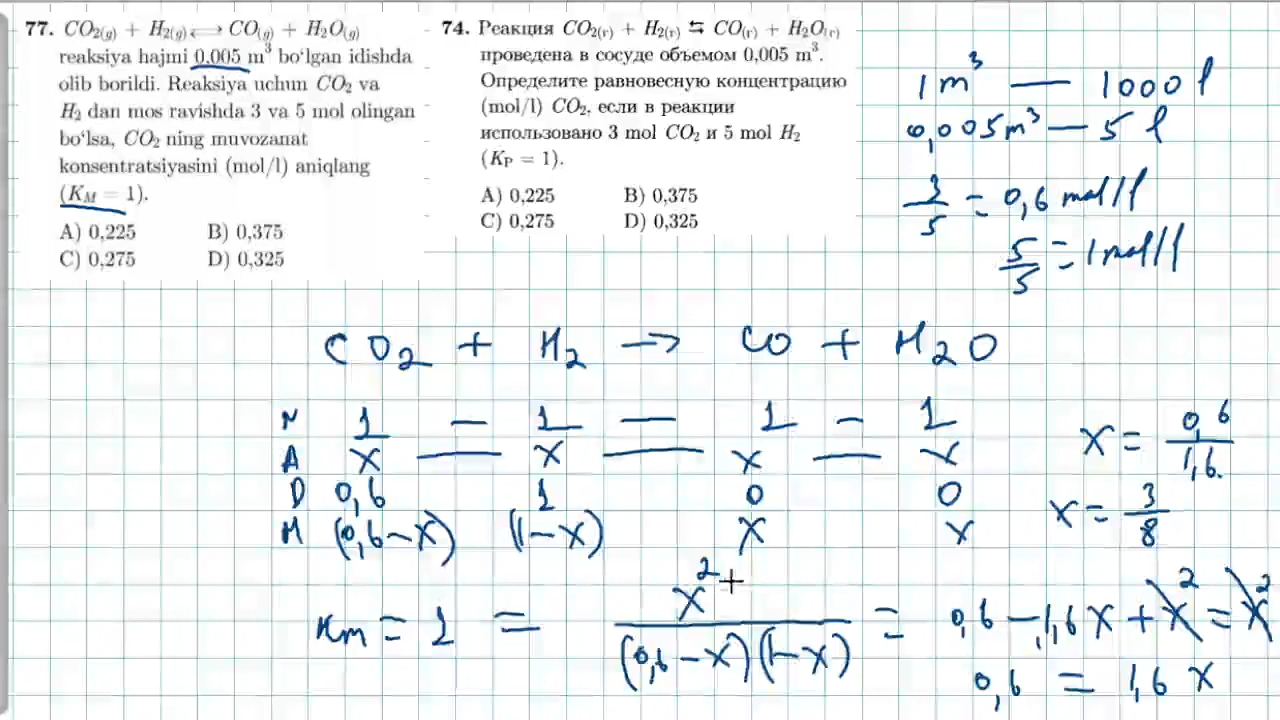 77. CO2(g) + H2(g) ⟷ CO(g) + H2O(g)
reaksiya hajmi 0,005 m³ bo‘lgan idishda
olib borildi. Reaksiya uchun CO2 va
H2 dan mos ravishda 3 va 5 mol olingan
bo‘lsa, CO2 ning muvozanat
konsentratsiyasini (mol/l) aniqlang
(KM = 1).
A) 0,225 B) 0,375
C) 0,275 D) 0,325
74. Реакция CO2(г) + H2(г) ⇆ CO(г) + H2O(г)
проведена в сосуде объемом 0,005 m³.
Определите равновесную концентрацию
(mol/l) CO2, если в реакции
использовано 3 mol CO2 и 5 mol H2
(KP = 1).
A) 0,225 B) 0,375
C) 0,275 D) 0,325
1 m³ — 1000 l
0,005 m³ — 5 l
3/5 = 0,6 mol/l
5/5 = 1 mol/l
CO2 + H2 → CO + H2O
N 1 — 1 — 1 – 1
A x — x — x — x
D 0,6 1 0 0
M (0,6-x) (1-x) x x
x = 0,6/1,6
x = 3/8
Km = 1 = x²/(0,6-x)(1-x) = 0,6 - 1,6x + x² = x²
0,6 = 1,6 x